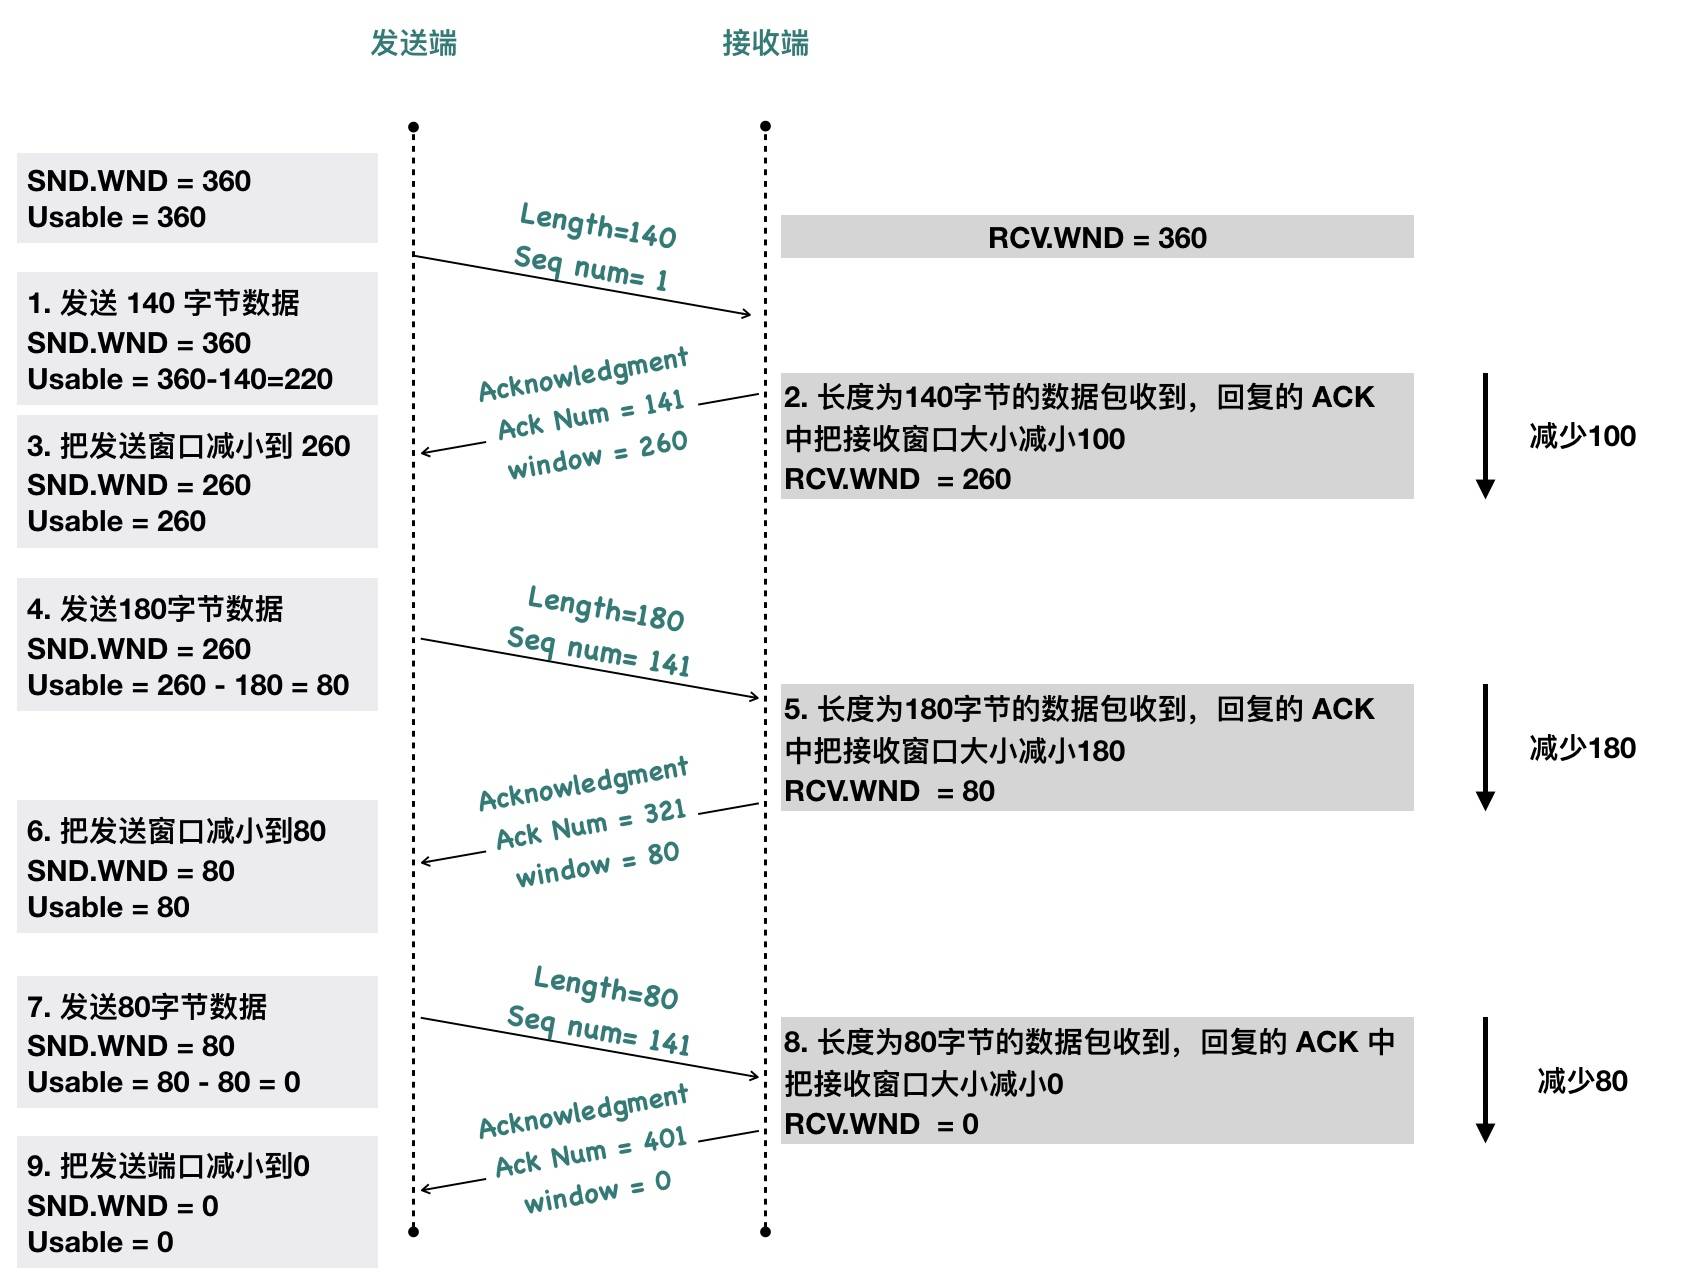 发送端
接收端
SND.WND = 360
Usable = 360
Length=140
Seq num= 1
RCV.WND = 360
1. 发送 140 字节数据
SND.WND = 360
Usable = 360-140=220
Acknowledgment
Ack Num = 141
window = 260
2. 长度为140字节的数据包收到，回复的 ACK
中把接收窗口大小减小100
RCV.WND = 260
减少100
3. 把发送窗口减小到 260
SND.WND = 260
Usable = 260
4. 发送180字节数据
SND.WND = 260
Usable = 260 - 180 = 80
Length=180
Seq num= 141
5. 长度为180字节的数据包收到，回复的 ACK
中把接收窗口大小减小180
RCV.WND = 80
减少180
Acknowledgment
Ack Num = 321
window = 80
6. 把发送窗口减小到80
SND.WND = 80
Usable = 80
7. 发送80字节数据
SND.WND = 80
Usable = 80 - 80 = 0
Length=80
Seq num= 141
8. 长度为80字节的数据包收到，回复的 ACK 中
把接收窗口大小减小0
RCV.WND = 0
减少80
Acknowledgment
Ack Num = 401
window = 0
9. 把发送端口减小到0
SND.WND = 0
Usable = 0